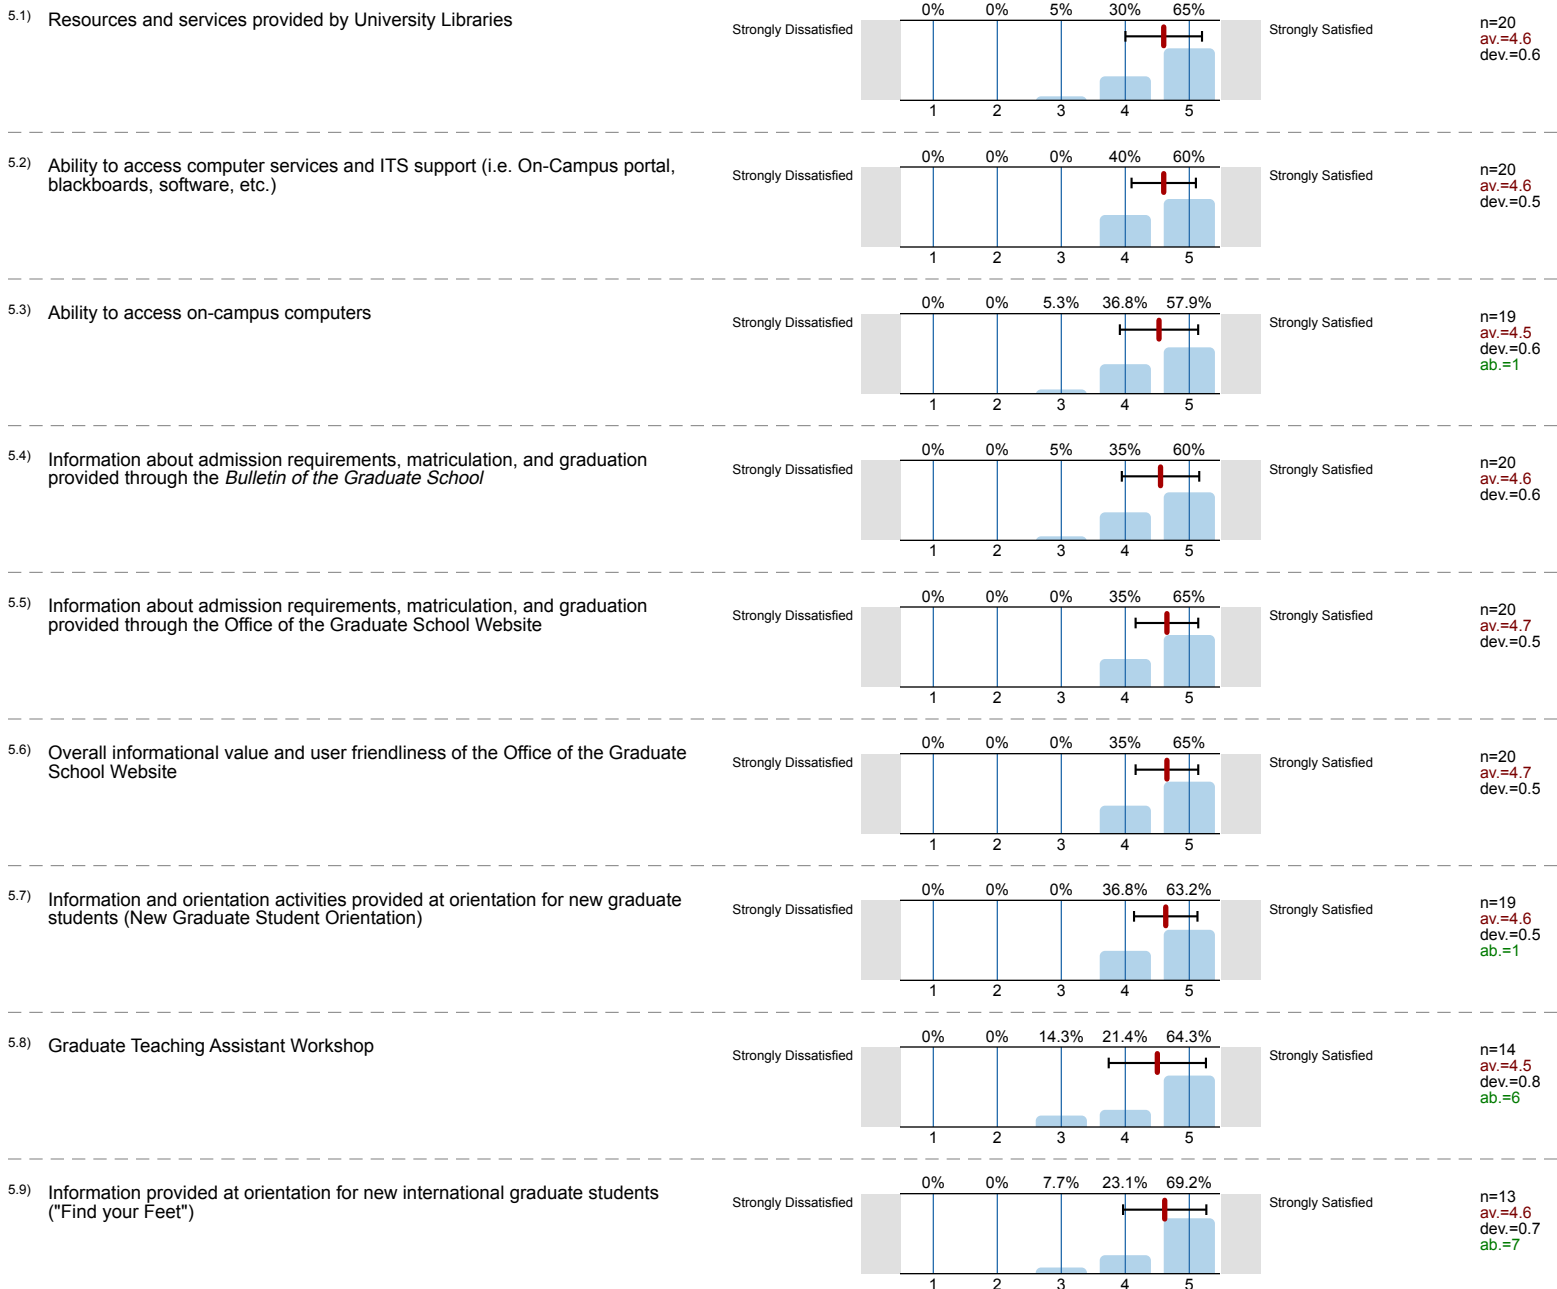 5.1) Resources and services provided by University Libraries
Strongly Dissatisfied
0% 0% 5% 30% 65%
1 2 3 4 5
Strongly Satisfied
n=20
av.=4.6
dev.=0.6
5.2) Ability to access computer services and ITS support (i.e. On-Campus portal,
blackboards, software, etc.)
Strongly Dissatisfied
0% 0% 0% 40% 60%
1 2 3 4 5
Strongly Satisfied
n=20
av.=4.6
dev.=0.5
5.3) Ability to access on-campus computers
Strongly Dissatisfied
0% 0% 5.3% 36.8% 57.9%
1 2 3 4 5
Strongly Satisfied
n=19
av.=4.5
dev.=0.6
ab.=1
5.4) Information about admission requirements, matriculation, and graduation
provided through the Bulletin of the Graduate School
Strongly Dissatisfied
0% 0% 5% 35% 60%
1 2 3 4 5
Strongly Satisfied
n=20
av.=4.6
dev.=0.6
5.5) Information about admission requirements, matriculation, and graduation
provided through the Office of the Graduate School Website
Strongly Dissatisfied
0% 0% 0% 35% 65%
1 2 3 4 5
Strongly Satisfied
n=20
av.=4.7
dev.=0.5
5.6) Overall informational value and user friendliness of the Office of the Graduate
School Website
Strongly Dissatisfied
0% 0% 0% 35% 65%
1 2 3 4 5
Strongly Satisfied
n=20
av.=4.7
dev.=0.5
5.7) Information and orientation activities provided at orientation for new graduate
students (New Graduate Student Orientation)
Strongly Dissatisfied
0% 0% 0% 36.8% 63.2%
1 2 3 4 5
Strongly Satisfied
n=19
av.=4.6
dev.=0.5
ab.=1
5.8) Graduate Teaching Assistant Workshop
Strongly Dissatisfied
0% 0% 14.3% 21.4% 64.3%
1 2 3 4 5
Strongly Satisfied
n=14
av.=4.5
dev.=0.8
ab.=6
5.9) Information provided at orientation for new international graduate students
("Find your Feet")
Strongly Dissatisfied
0% 0% 7.7% 23.1% 69.2%
1 2 3 4 5
Strongly Satisfied
n=13
av.=4.6
dev.=0.7
ab.=7